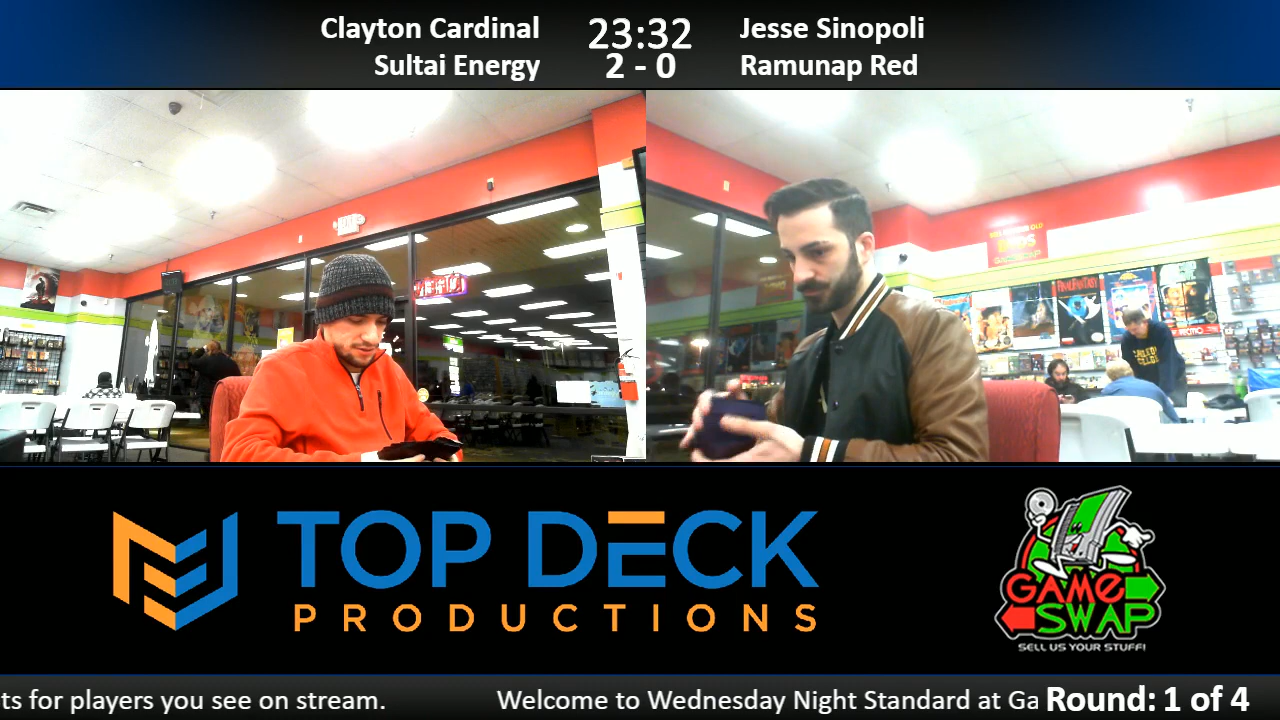 Clayton Cardinal
Sultai Energy
23:32
2 - 0
Jesse Sinopoli
Ramunap Red
TOP DECK
PRODUCTIONS
GAME
SWAP
SELL US YOUR STUFF!
ts for players you see on stream.
Welcome to Wednesday Night Standard at Ga
Round: 1 of 4